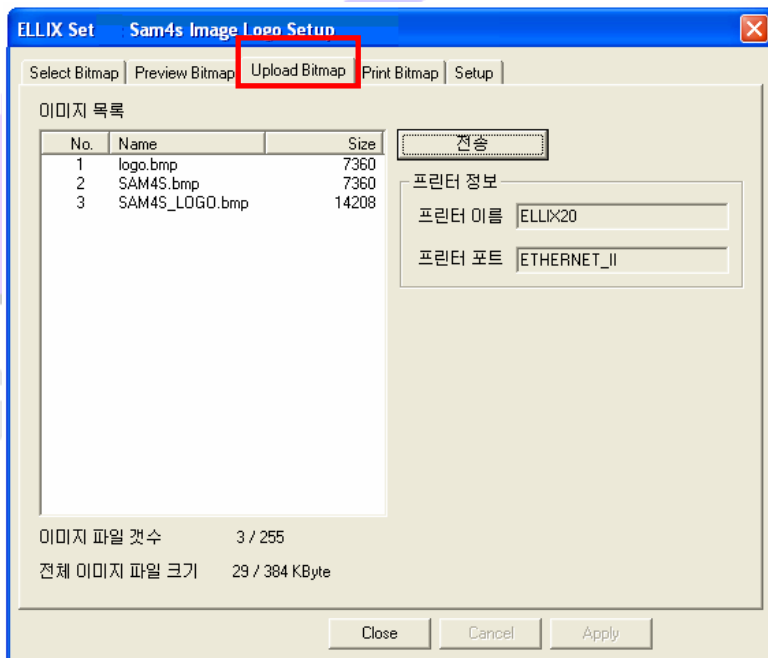 ELLIX Set : Sam4s Image Logo Setup
Select Bitmap Preview Bitmap Upload Bitmap Print Bitmap Setup
이미지 목록
No. Name Size
1 logo.bmp 7360
2 SAM4S.bmp 7360
3 SAM4S_LOGO.bmp 14208
전송
프린터 정보
프린터 이름 ELLIX20
프린터 포트 ETHERNET_II
이미지 파일 갯수 3 / 255
전체 이미지 파일 크기 29 / 384 KByte
Close Cancel Apply